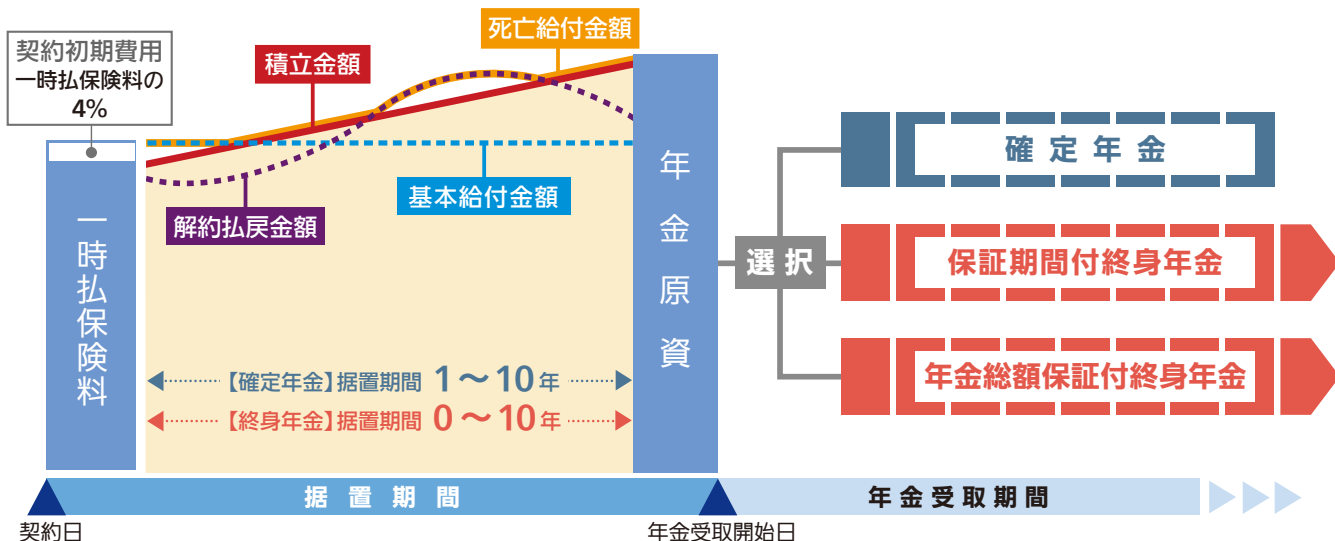 契約初期費用
一時払保険料の
4%
積立金額
死亡給付金額
基本給付金額
解約払戻金額
一時払保険料
年金原資
【確定年金】据置期間 1～10年
【終身年金】据置期間 0～10年
選択
確定年金
保証期間付終身年金
年金総額保証付終身年金
据置期間
年金受取期間
契約日
年金受取開始日